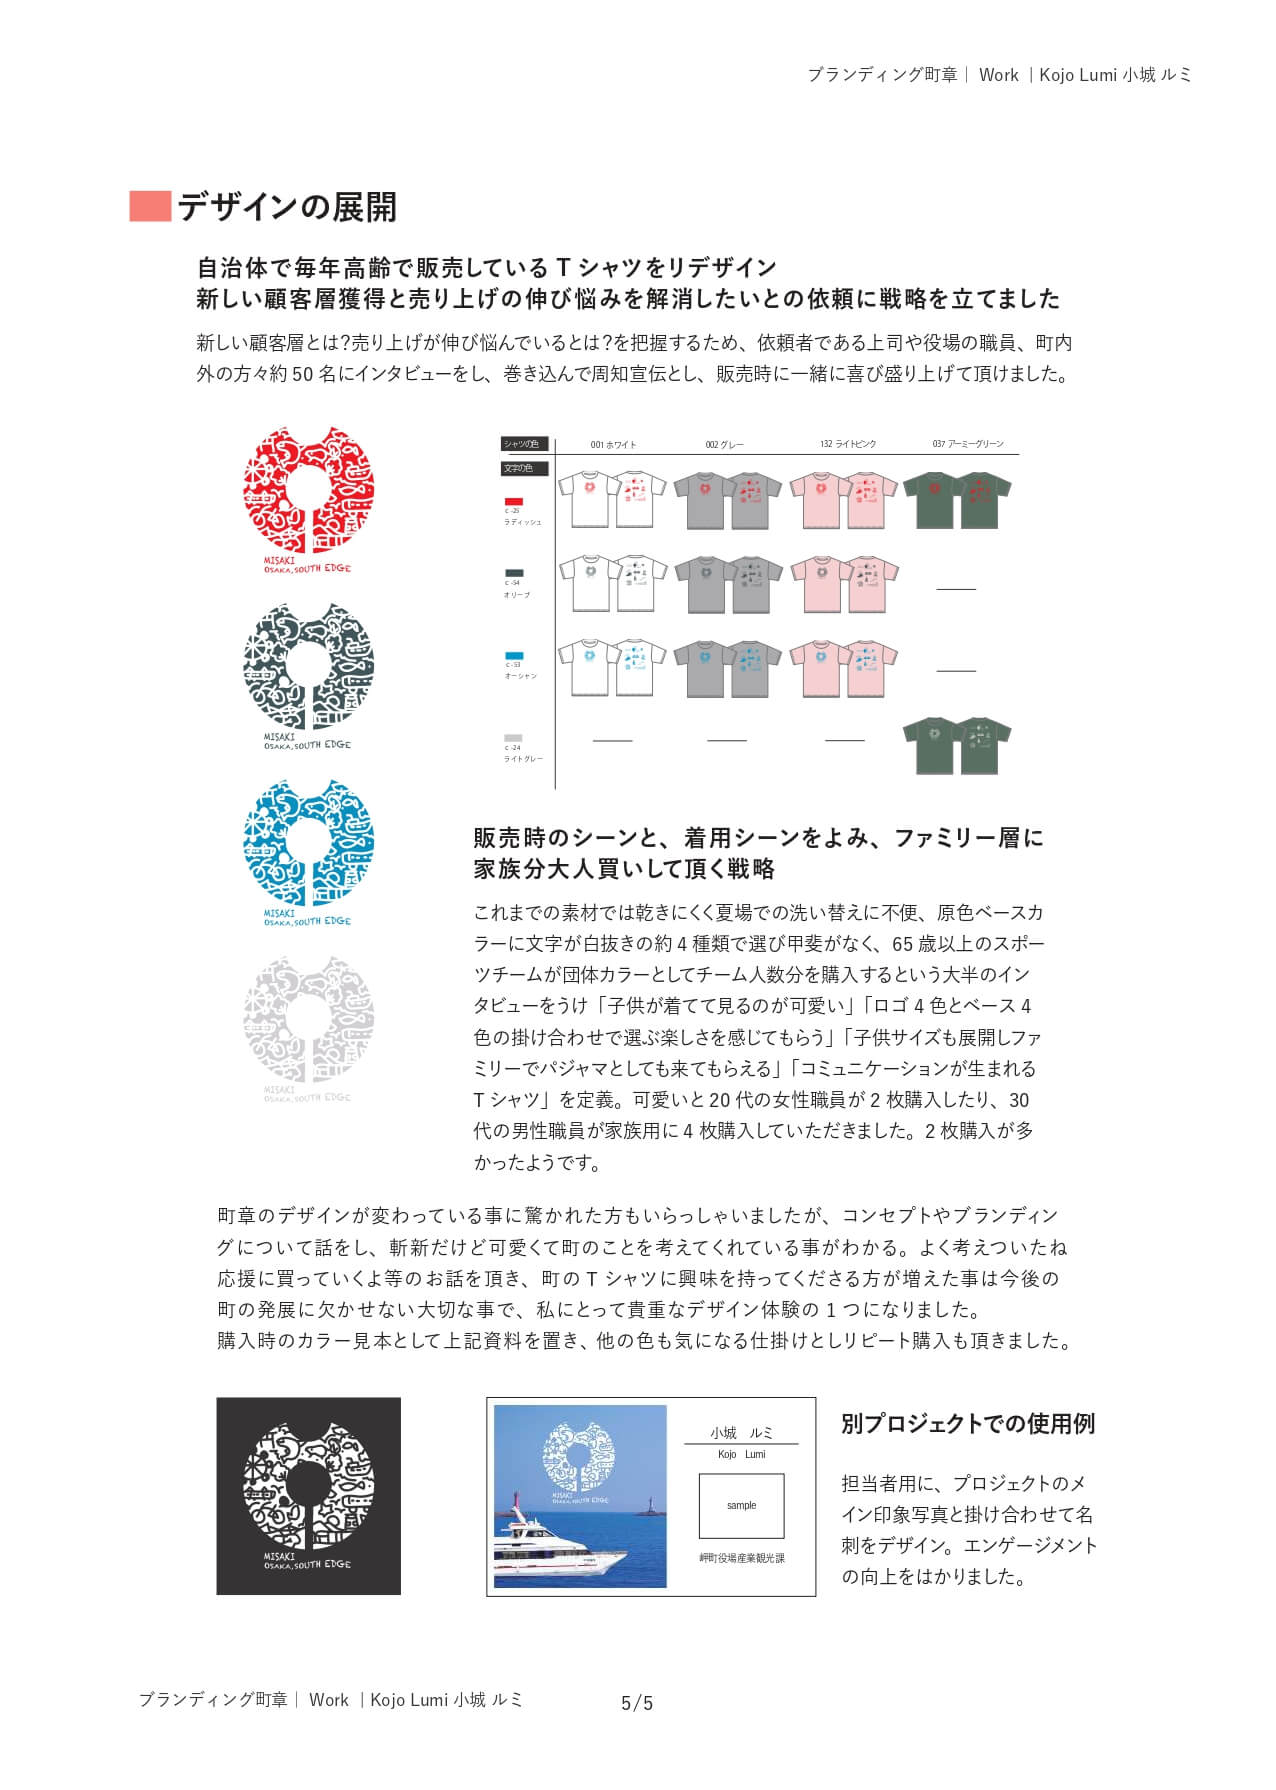 ブランディング町章｜ Work ｜Kojo Lumi 小城 ルミ
デザインの展開
自治体で毎年高齢で販売している T シャツをリデザイン
新しい顧客層獲得と売り上げの伸び悩みを解消したいとの依頼に戦略を立てました
新しい顧客層とは?売り上げが伸び悩んでいるとは?を把握するため、依頼者である上司や役場の職員、町内
外の方々約 50 名にインタビューをし、巻き込んで周知宣伝とし、販売時に一緒に喜び盛り上げて頂けました。
MISAKI
OSAKA,SOUTH EDGE
MISAKI
OSAKA,SOUTH EDGE
MISAKI
OSAKA,SOUTH EDGE
MISAKI
OSAKA,SOUTH EDGE
シャツの色 001 ホワイト 002 グレー 132 ライトピンク 037 アーミーグリーン
文字の色
C -25
ラディッシュ
C -54
オリーブ
C -53
オーシャン
C -24
ライトグレー
販売時のシーンと、着用シーンをよみ、ファミリー層に
家族分大人買いして頂く戦略
これまでの素材では乾きにくく夏場での洗い替えに不便、原色ベースカ
ラーに文字が白抜きの約 4 種類で選び甲斐がなく、65 歳以上のスポー
ツチームが団体カラーとしてチーム人数分を購入するという大半のイン
タビューをうけ「子供が着てて見るのが可愛い」「ロゴ 4 色とベース 4
色の掛け合わせで選ぶ楽しさを感じてもらう」「子供サイズも展開しファ
ミリーでパジャマとしても来てもらえる」「コミュニケーションが生まれる
T シャツ」を定義。可愛いと 20 代の女性職員が 2 枚購入したり、30
代の男性職員が家族用に 4 枚購入していただきました。2 枚購入が多
かったようです。
町章のデザインが変わっている事に驚かれた方もいらっしゃいましたが、コンセプトやブランディン
グについて話をし、斬新だけど可愛くて町のことを考えてくれている事がわかる。よく考えついたね
応援に買っていくよ等のお話を頂き、町の T シャツに興味を持ってくださる方が増えた事は今後の
町の発展に欠かせない大切な事で、私にとって貴重なデザイン体験の 1 つになりました。
購入時のカラー見本として上記資料を置き、他の色も気になる仕掛けとしリピート購入も頂きました。
MISAKI
OSAKA,SOUTH EDGE
MISAKI
OSAKA,SOUTH EDGE
小城 ルミ
Kojo Lumi
sample
岬町役場産業観光課
別プロジェクトでの使用例
担当者用に、プロジェクトのメ
イン印象写真と掛け合わせて名
刺をデザイン。エンゲージメント
の向上をはかりました。
ブランディング町章｜ Work ｜Kojo Lumi 小城 ルミ
5/5